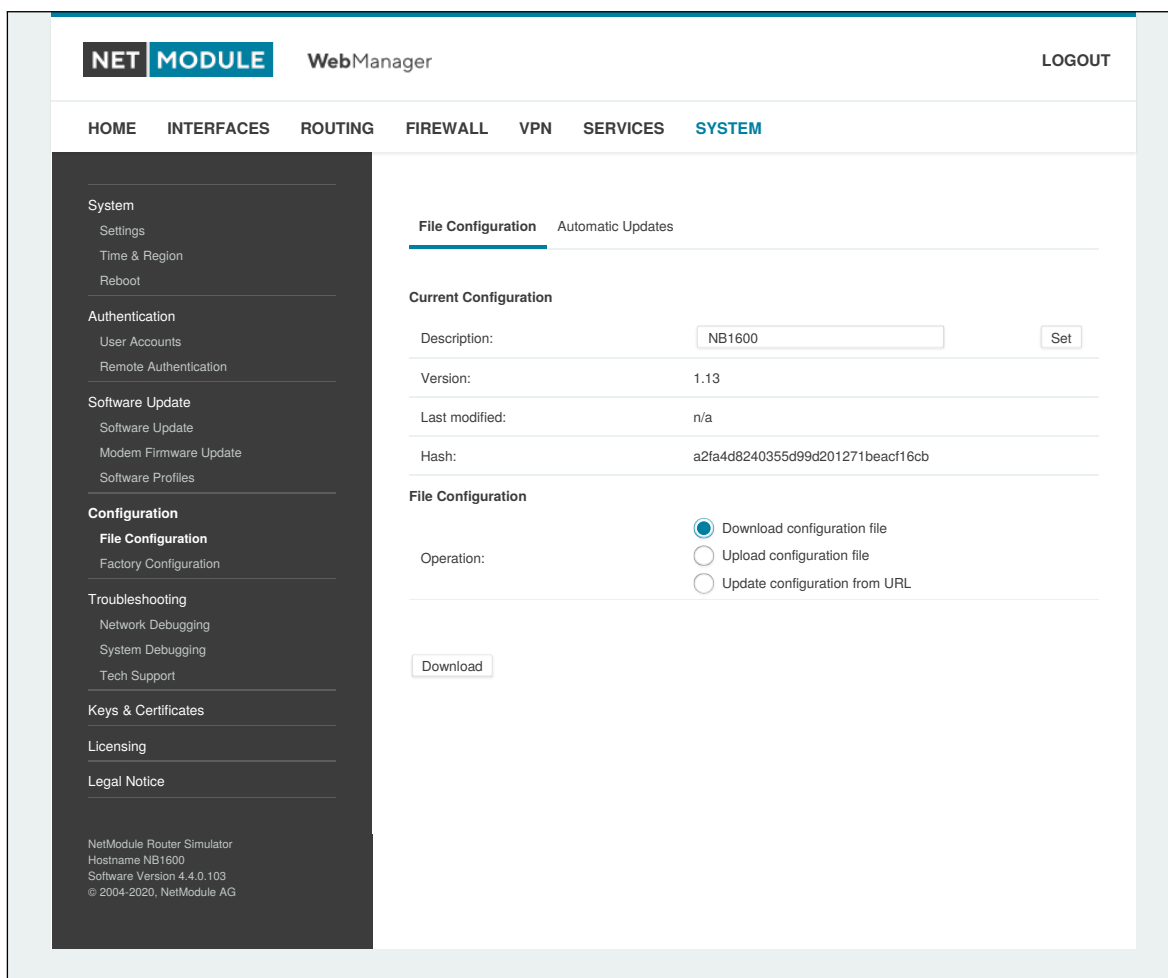 NET MODULE WebManager LOGOUT
HOME INTERFACES ROUTING FIREWALL VPN SERVICES SYSTEM
System
Settings
Time & Region
Reboot
Authentication
User Accounts
Remote Authentication
Software Update
Software Update
Modem Firmware Update
Software Profiles
Configuration
File Configuration
Factory Configuration
Troubleshooting
Network Debugging
System Debugging
Tech Support
Keys & Certificates
Licensing
Legal Notice
NetModule Router Simulator
Hostname NB1600
Software Version 4.4.0.103
© 2004-2020, NetModule AG
File Configuration Automatic Updates
Current Configuration
Description: NB1600 Set
Version: 1.13
Last modified: n/a
Hash: a2fa4d8240355d99d201271beacf16cb
File Configuration
Operation:
Download configuration file
Upload configuration file
Update configuration from URL
Download